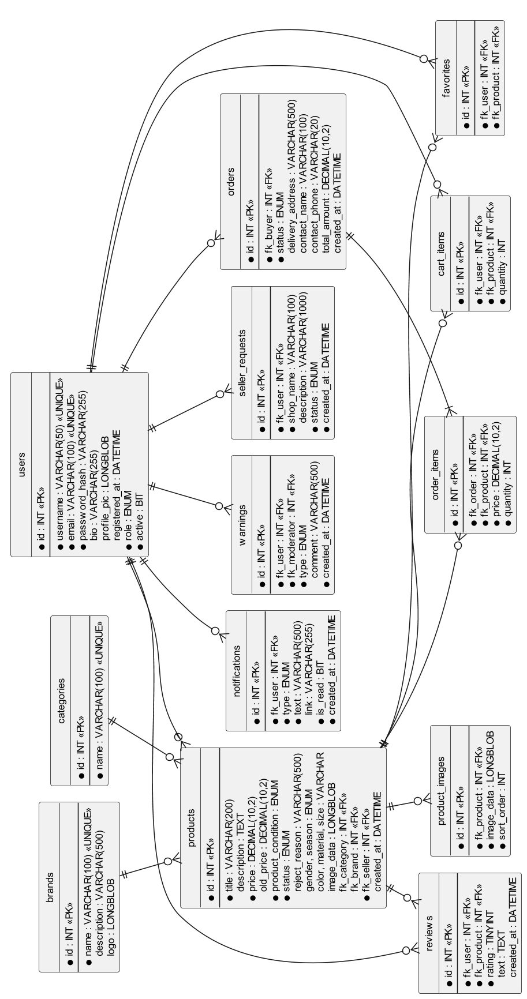 users
● id : INT «PK»
● username : VARCHAR(50) «UNIQUE»
● email : VARCHAR(100) «UNIQUE»
● password_hash : VARCHAR(255)
bio : VARCHAR(255)
profile_pic : LONGBLOB
registered_at : DATETIME
● role : ENUM
● active : BIT
categories
● id : INT «PK»
● name : VARCHAR(100) «UNIQUE»
brands
● id : INT «PK»
● name : VARCHAR(100) «UNIQUE»
description : VARCHAR(500)
logo : LONGBLOB
orders
● id : INT «PK»
● fk_buyer : INT «FK»
● status : ENUM
delivery_address : VARCHAR(500)
contact_name : VARCHAR(100)
contact_phone : VARCHAR(20)
total_amount : DECIMAL(10,2)
created_at : DATETIME
seller_requests
● id : INT «PK»
● fk_user : INT «FK»
● shop_name : VARCHAR(100)
description : VARCHAR(1000)
● status : ENUM
● created_at : DATETIME
warnings
● id : INT «PK»
● fk_user : INT «FK»
● fk_moderator : INT «FK»
● type : ENUM
comment : VARCHAR(500)
● created_at : DATETIME
notifications
● id : INT «PK»
● fk_user : INT «FK»
● type : ENUM
● text : VARCHAR(500)
link : VARCHAR(255)
● is_read : BIT
● created_at : DATETIME
products
● id : INT «PK»
● title : VARCHAR(200)
description : TEXT
● price : DECIMAL(10,2)
old_price : DECIMAL(10,2)
● product_condition : ENUM
● status : ENUM
reject_reason : VARCHAR(500)
gender, season : ENUM
color, material, size : VARCHAR
image_data : LONGBLOB
fk_category : INT «FK»
fk_brand : INT «FK»
● fk_seller : INT «FK»
created_at : DATETIME
favorites
● id : INT «PK»
● fk_user : INT «FK»
● fk_product : INT «FK»
cart_items
● id : INT «PK»
● fk_user : INT «FK»
● fk_product : INT «FK»
● quantity : INT
order_items
● id : INT «PK»
● fk_order : INT «FK»
● fk_product : INT «FK»
● price : DECIMAL(10,2)
● quantity : INT
product_images
● id : INT «PK»
● fk_product : INT «FK»
● image_data : LONGBLOB
● sort_order : INT
reviews
● id : INT «PK»
● fk_user : INT «FK»
● fk_product : INT «FK»
● rating : TINYINT
text : TEXT
created_at : DATETIME